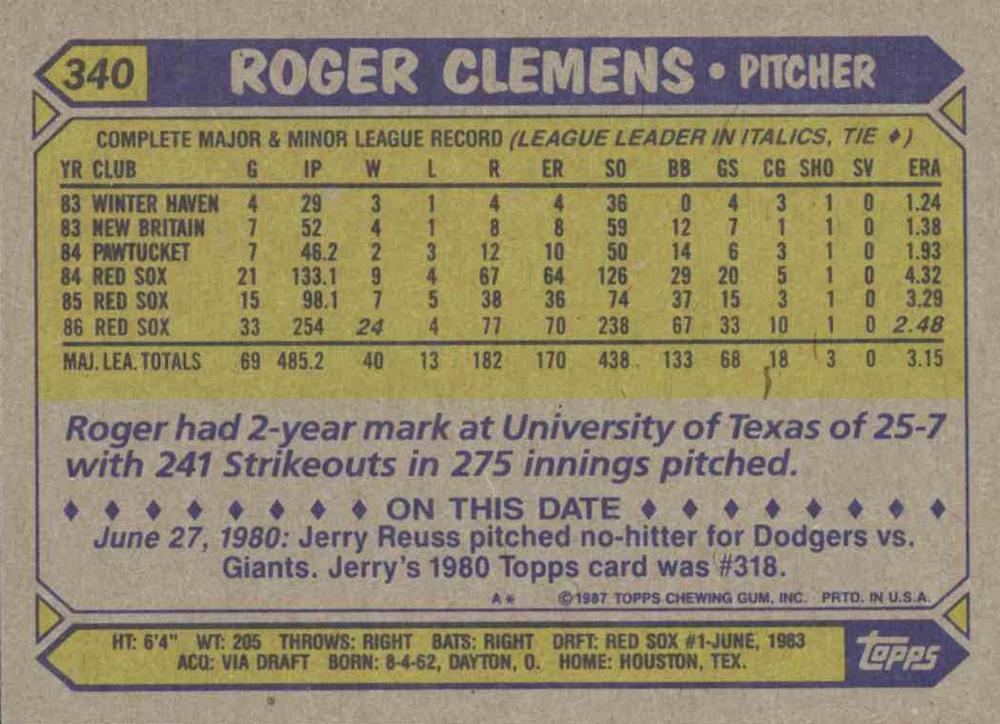 340 ROGER CLEMENS • PITCHER
COMPLETE MAJOR & MINOR LEAGUE RECORD (LEAGUE LEADER IN ITALICS, TIE ♦)
YR CLUB G IP W L R ER SO BB GS CG SHO SV ERA
83 WINTER HAVEN 4 29 3 1 4 4 36 0 4 3 1 0 1.24
83 NEW BRITAIN 7 52 4 1 8 8 59 12 7 1 1 0 1.38
84 PAWTUCKET 7 46.2 2 3 12 10 50 14 6 3 1 0 1.93
84 RED SOX 21 133.1 9 4 67 64 126 29 20 5 1 0 4.32
85 RED SOX 15 98.1 7 5 38 36 74 37 15 3 1 0 3.29
86 RED SOX 33 254 24 4 77 70 238 67 33 10 1 0 2.48
MAJ. LEA. TOTALS 69 485.2 40 13 182 170 438 133 68 18 3 0 3.15
Roger had 2-year mark at University of Texas of 25-7
with 241 Strikeouts in 275 innings pitched.
♦ ♦ ♦ ♦ ♦ ♦ ♦ ♦ ON THIS DATE ♦ ♦ ♦ ♦ ♦ ♦ ♦ ♦
June 27, 1980: Jerry Reuss pitched no-hitter for Dodgers vs.
Giants. Jerry's 1980 Topps card was #318.
A* ©1987 TOPPS CHEWING GUM, INC. PRTD. IN U.S.A.
HT: 6'4" WT: 205 THROWS: RIGHT BATS: RIGHT DRFT: RED SOX #1-JUNE, 1983
ACQ: VIA DRAFT BORN: 8-4-62, DAYTON, O. HOME: HOUSTON, TEX.
Topps